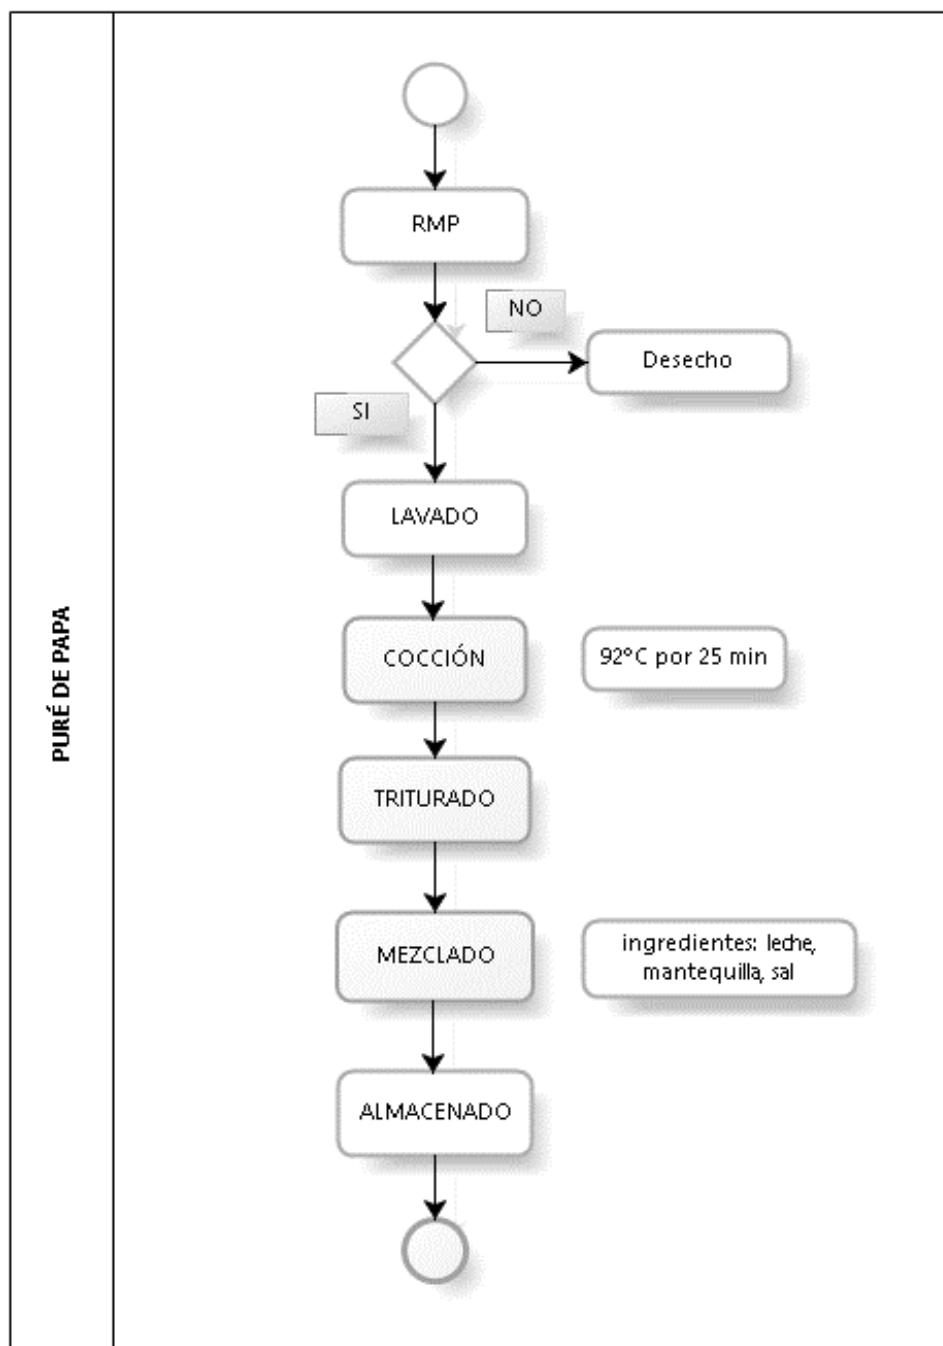 PURÉ DE PAPA
RMP
NO
Desecho
SI
LAVADO
COCCIÓN
92°C por 25 min
TRITURADO
MEZCLADO
ingredientes: leche,
mantequilla, sal
ALMACENADO